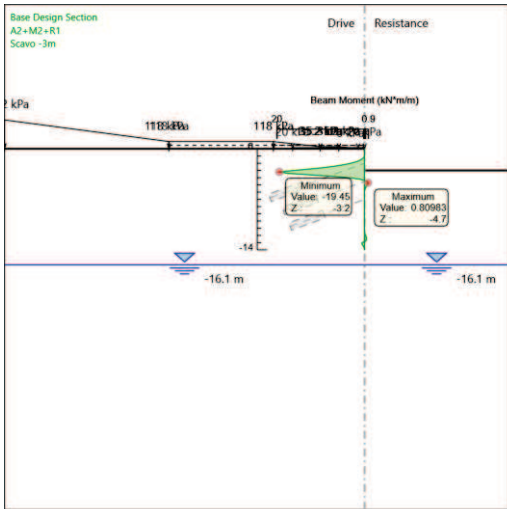 Base Design Section
A2+M2+R1
Scavo -3m
Drive
Resistance
2 kPa
Beam Moment (kN*m/m)
20
0.9
118 kPa
Minimum
Value: -19.45
Z : -3.2
Maximum
Value: 0.80983
Z : -4.7
-14
-16.1 m
-16.1 m